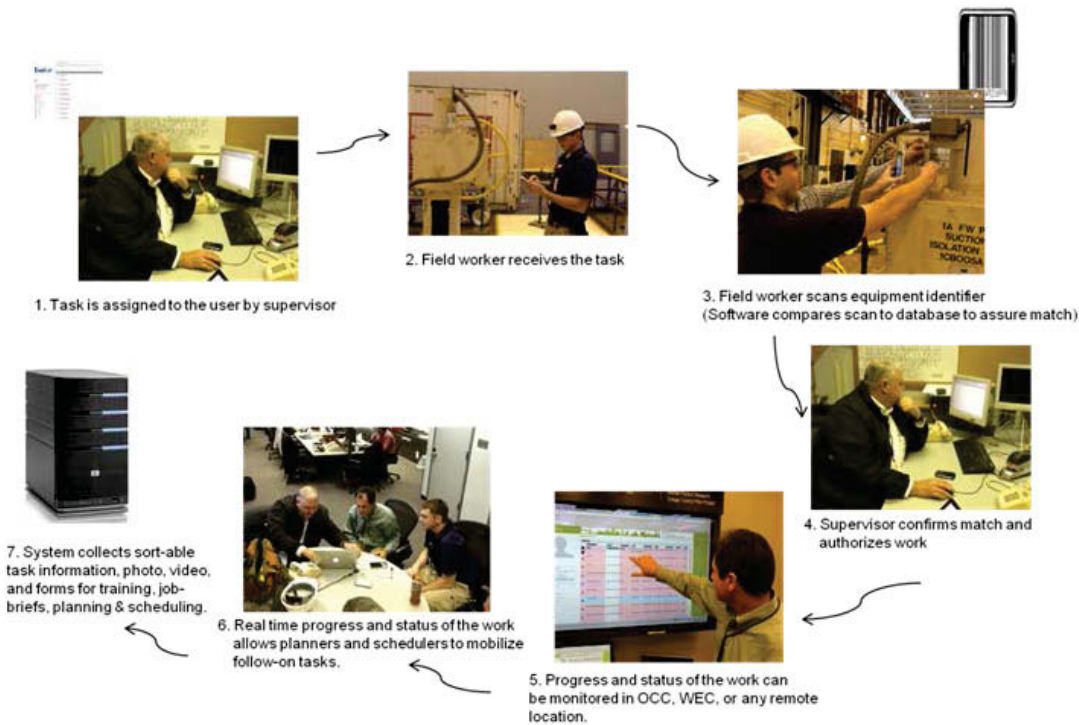 1. Task is assigned to the user by supervisor
2. Field worker receives the task
1A FW P
SUCTION
ISOLATION
3. Field worker scans equipment identifier
(Software compares scan to database to assure match)
4. Supervisor confirms match and
authorizes work
5. Progress and status of the work can
be monitored in OCC, WEC, or any remote
location.
6. Real time progress and status of the work
allows planners and schedulers to mobilize
follow-on tasks.
7. System collects sort-able
task information, photo, video,
and forms for training, job-
briefs, planning & scheduling.